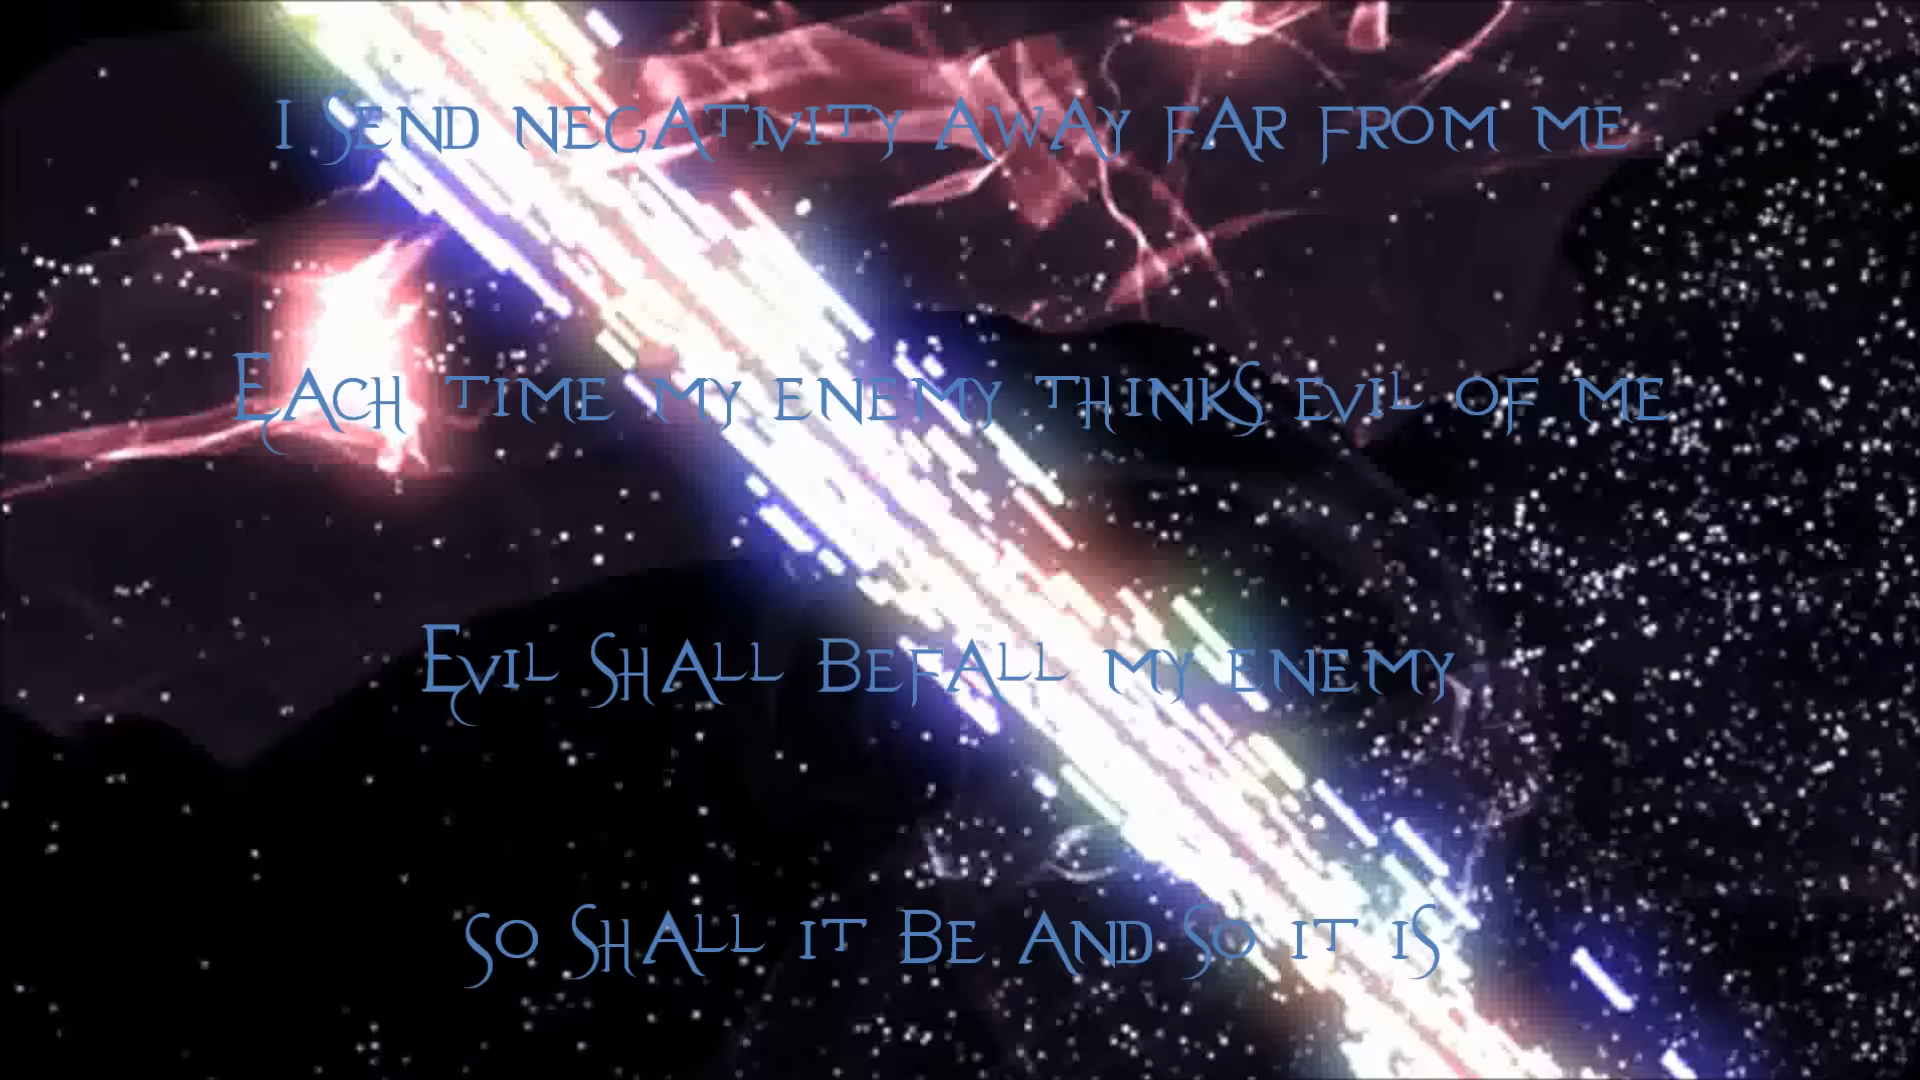 I Send negativity away far from me
Each time my enemy thinks evil of me
Evil Shall Befall my enemy
So Shall it Be And So it is